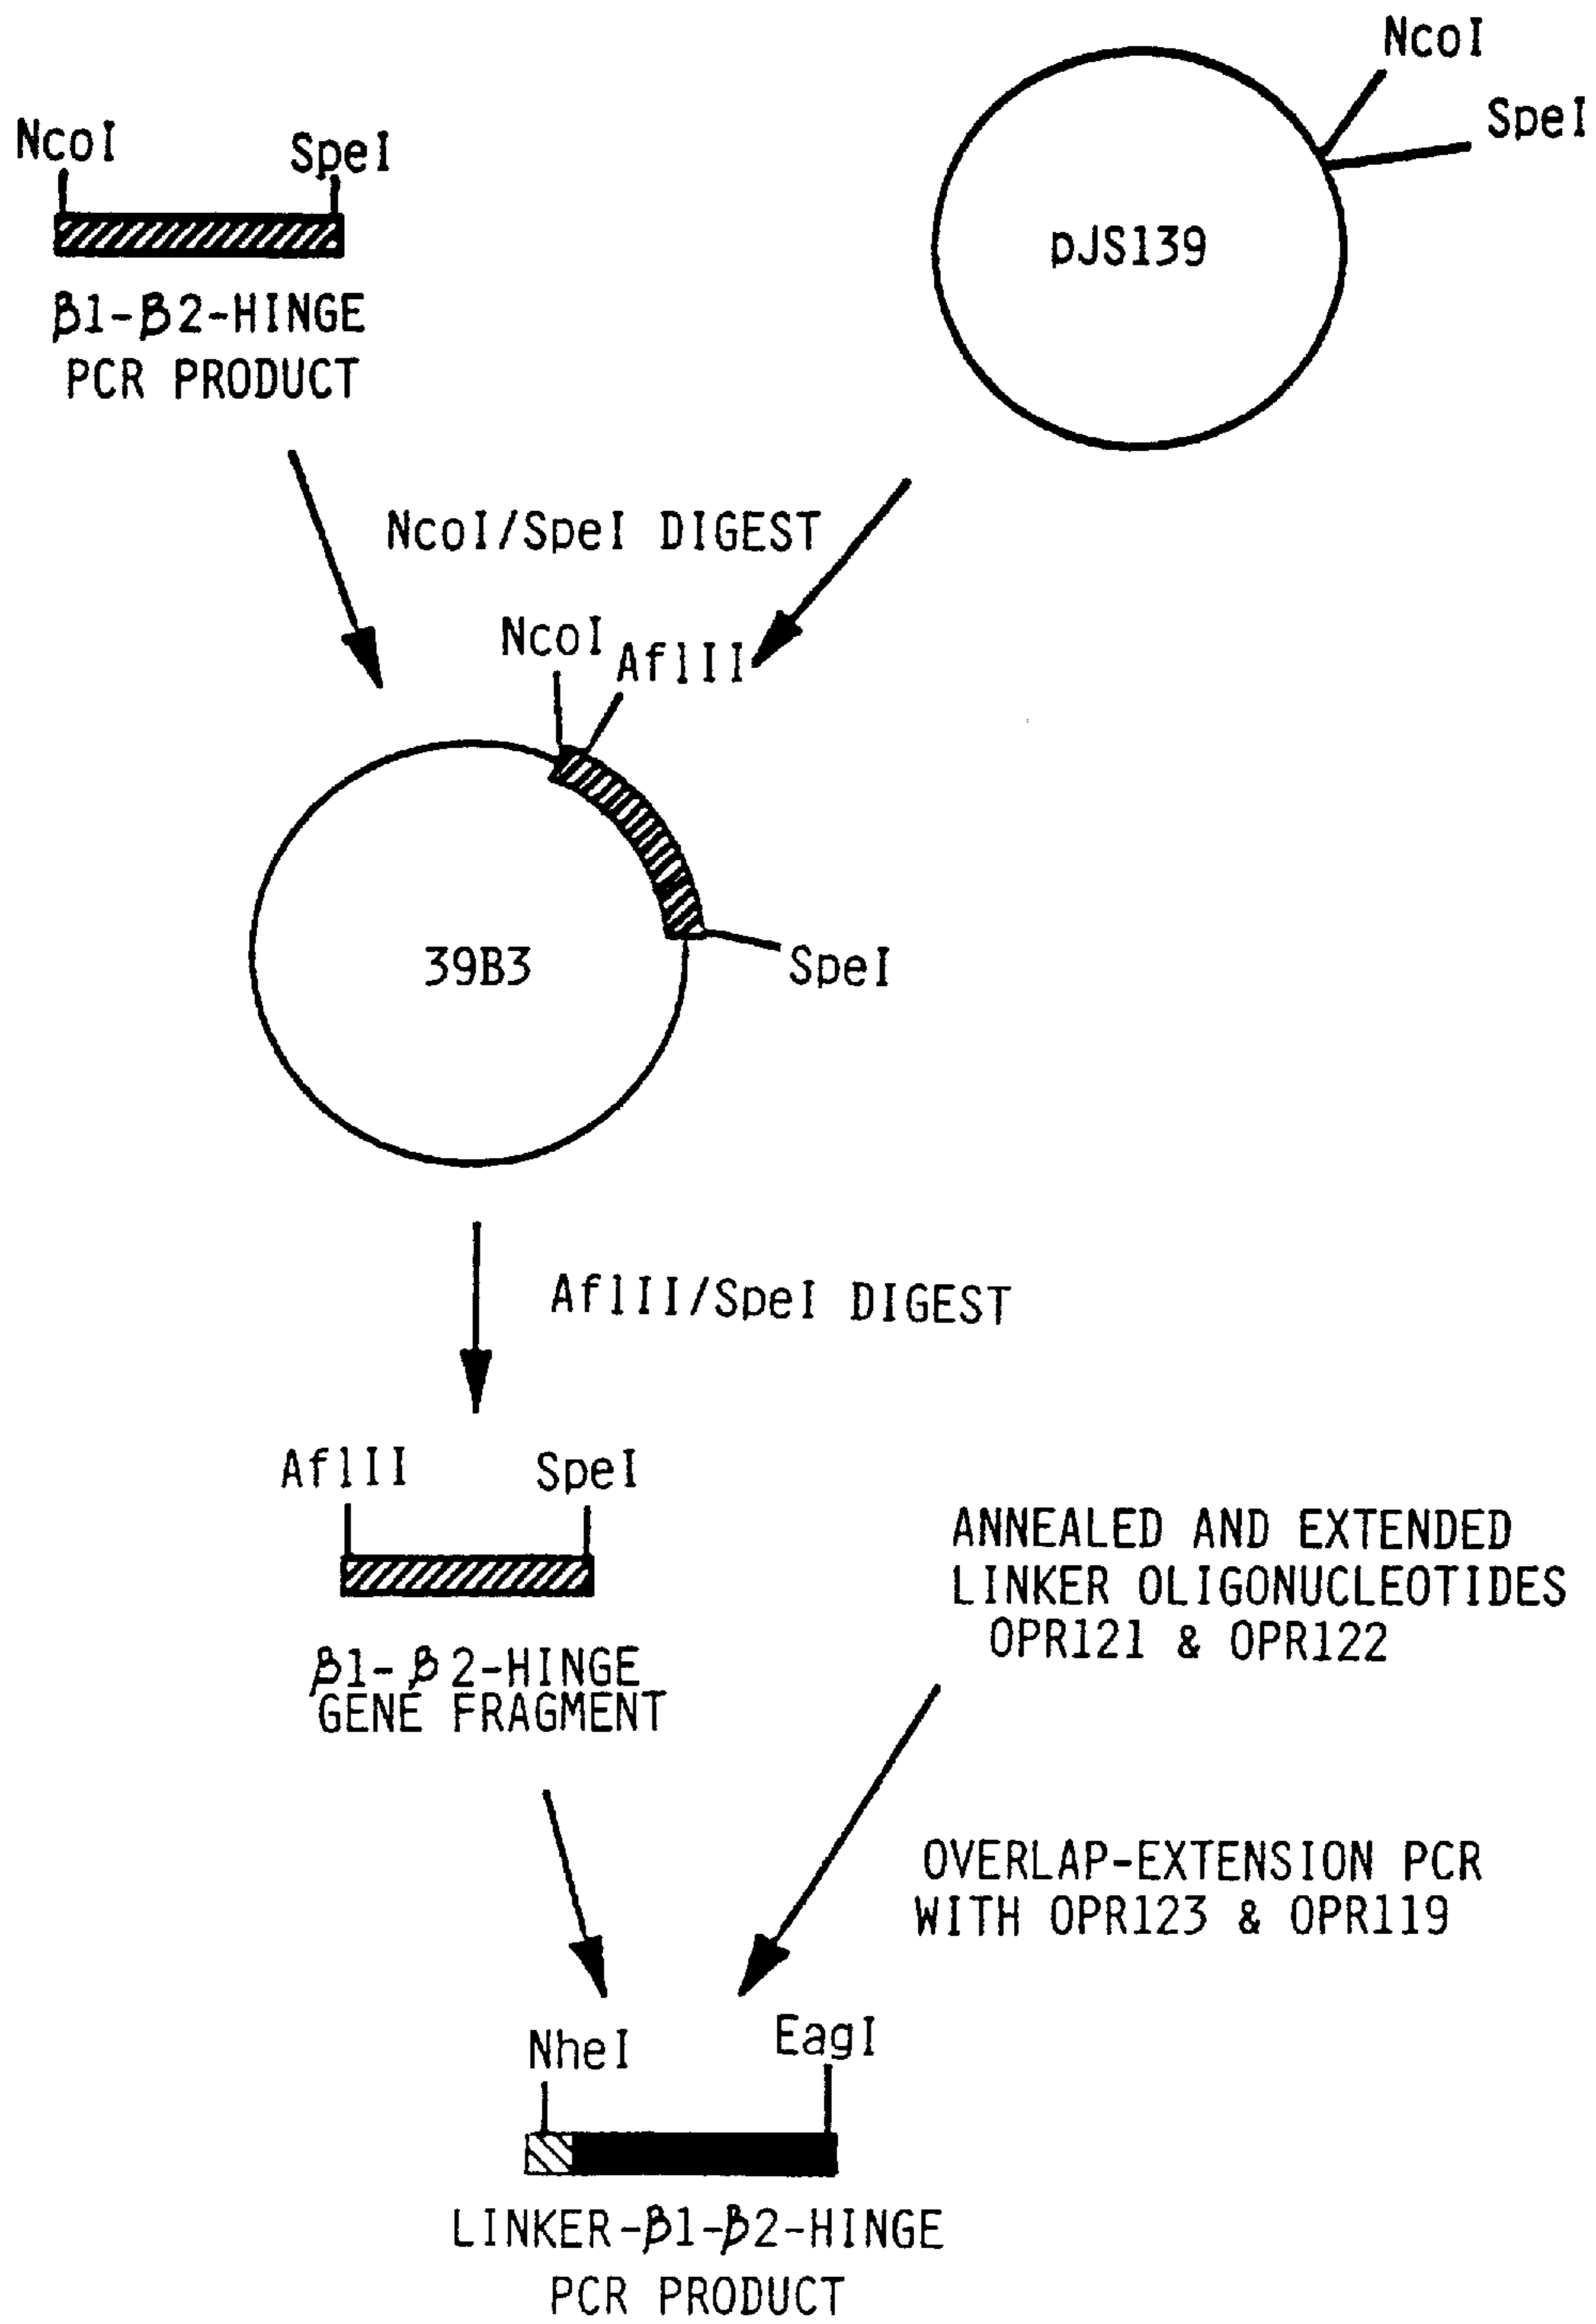 NcoI
SpeI
NcoI
SpeI
pJS139
β1-β2-HINGE
PCR PRODUCT
NcoI/SpeI DIGEST
NcoI
AflII
39B3
SpeI
AflII/SpeI DIGEST
AflII
SpeI
ANNEALED AND EXTENDED
LINKER OLIGONUCLEOTIDES
OPR121 & OPR122
β1-β2-HINGE
GENE FRAGMENT
OVERLAP-EXTENSION PCR
WITH OPR123 & OPR119
NheI
EagI
LINKER-β1-β2-HINGE
PCR PRODUCT